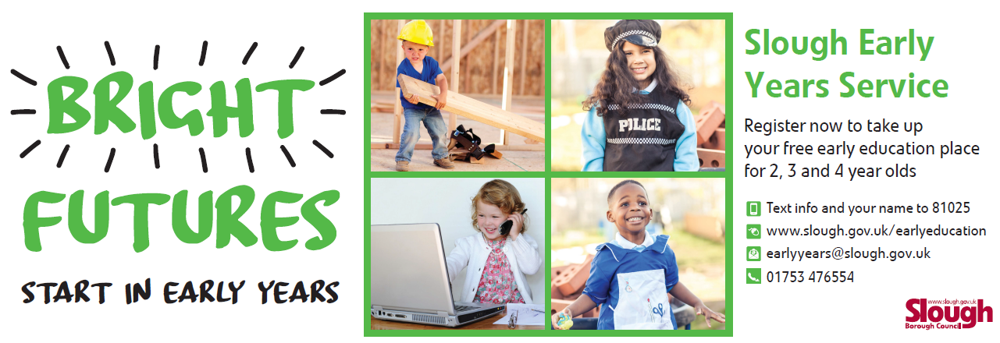 BRIGHT
FUTURES
START IN EARLY YEARS
POLICE
Slough Early
Years Service
Register now to take up
your free early education place
for 2, 3 and 4 year olds
Text info and your name to 81025
www.slough.gov.uk/earlyeducation
earlyyears@slough.gov.uk
01753 476554
www.slough.gov.uk
Slough
Borough Council